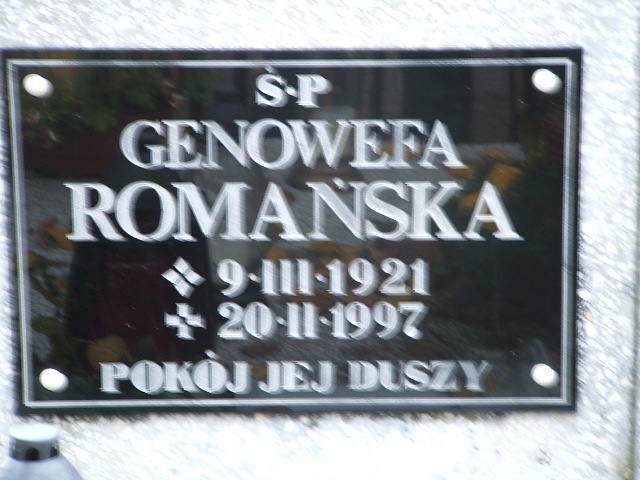 Ś·P
GENOWEFA
ROMAŃSKA
9·III·1921
20·II·1997
POKÓJ JEJ DUSZY